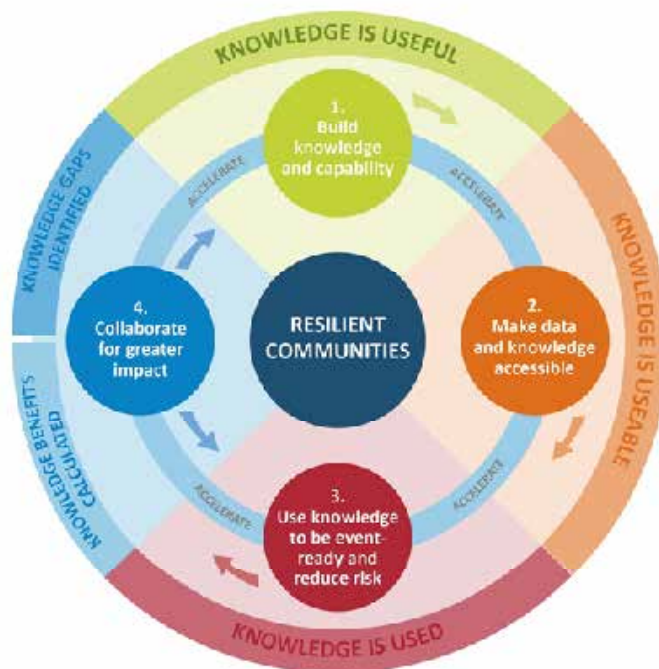 KNOWLEDGE IS USEFUL
1.
Build
knowledge
and capability
ACCELERATE
ACCELERATE
KNOWLEDGE GAPS
IDENTIFIED
KNOWLEDGE IS USEABLE
4.
Collaborate
for greater
impact
RESILIENT
COMMUNITIES
2.
Make data
and knowledge
accessible
KNOWLEDGE BENEFITS
CALCULATED
ACCELERATE
ACCELERATE
3.
Use knowledge
to be event-
ready and
reduce risk
KNOWLEDGE IS USED